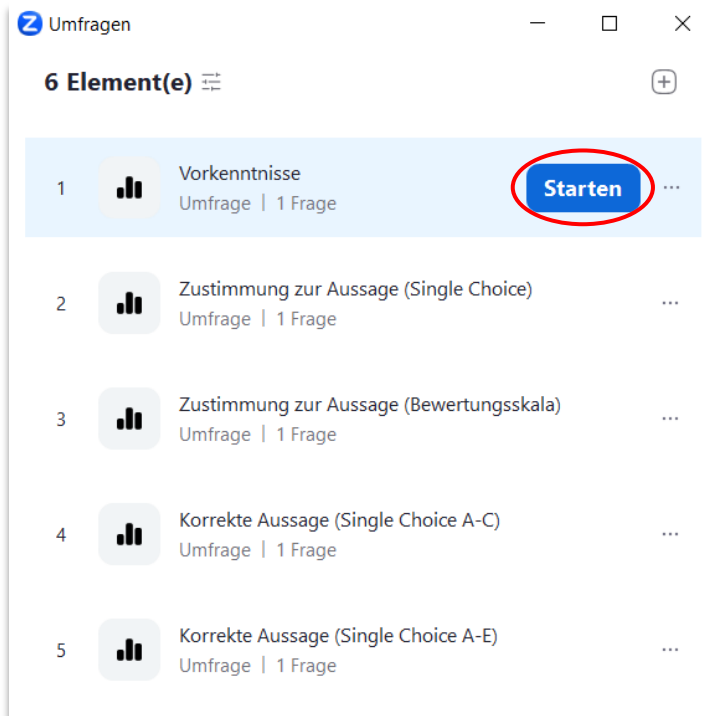 Umfragen
6 Element(e)
1
Vorkenntnisse
Umfrage | 1 Frage
Starten
...
2
Zustimmung zur Aussage (Single Choice)
Umfrage | 1 Frage
...
3
Zustimmung zur Aussage (Bewertungsskala)
Umfrage | 1 Frage
...
4
Korrekte Aussage (Single Choice A-C)
Umfrage | 1 Frage
...
5
Korrekte Aussage (Single Choice A-E)
Umfrage | 1 Frage
...